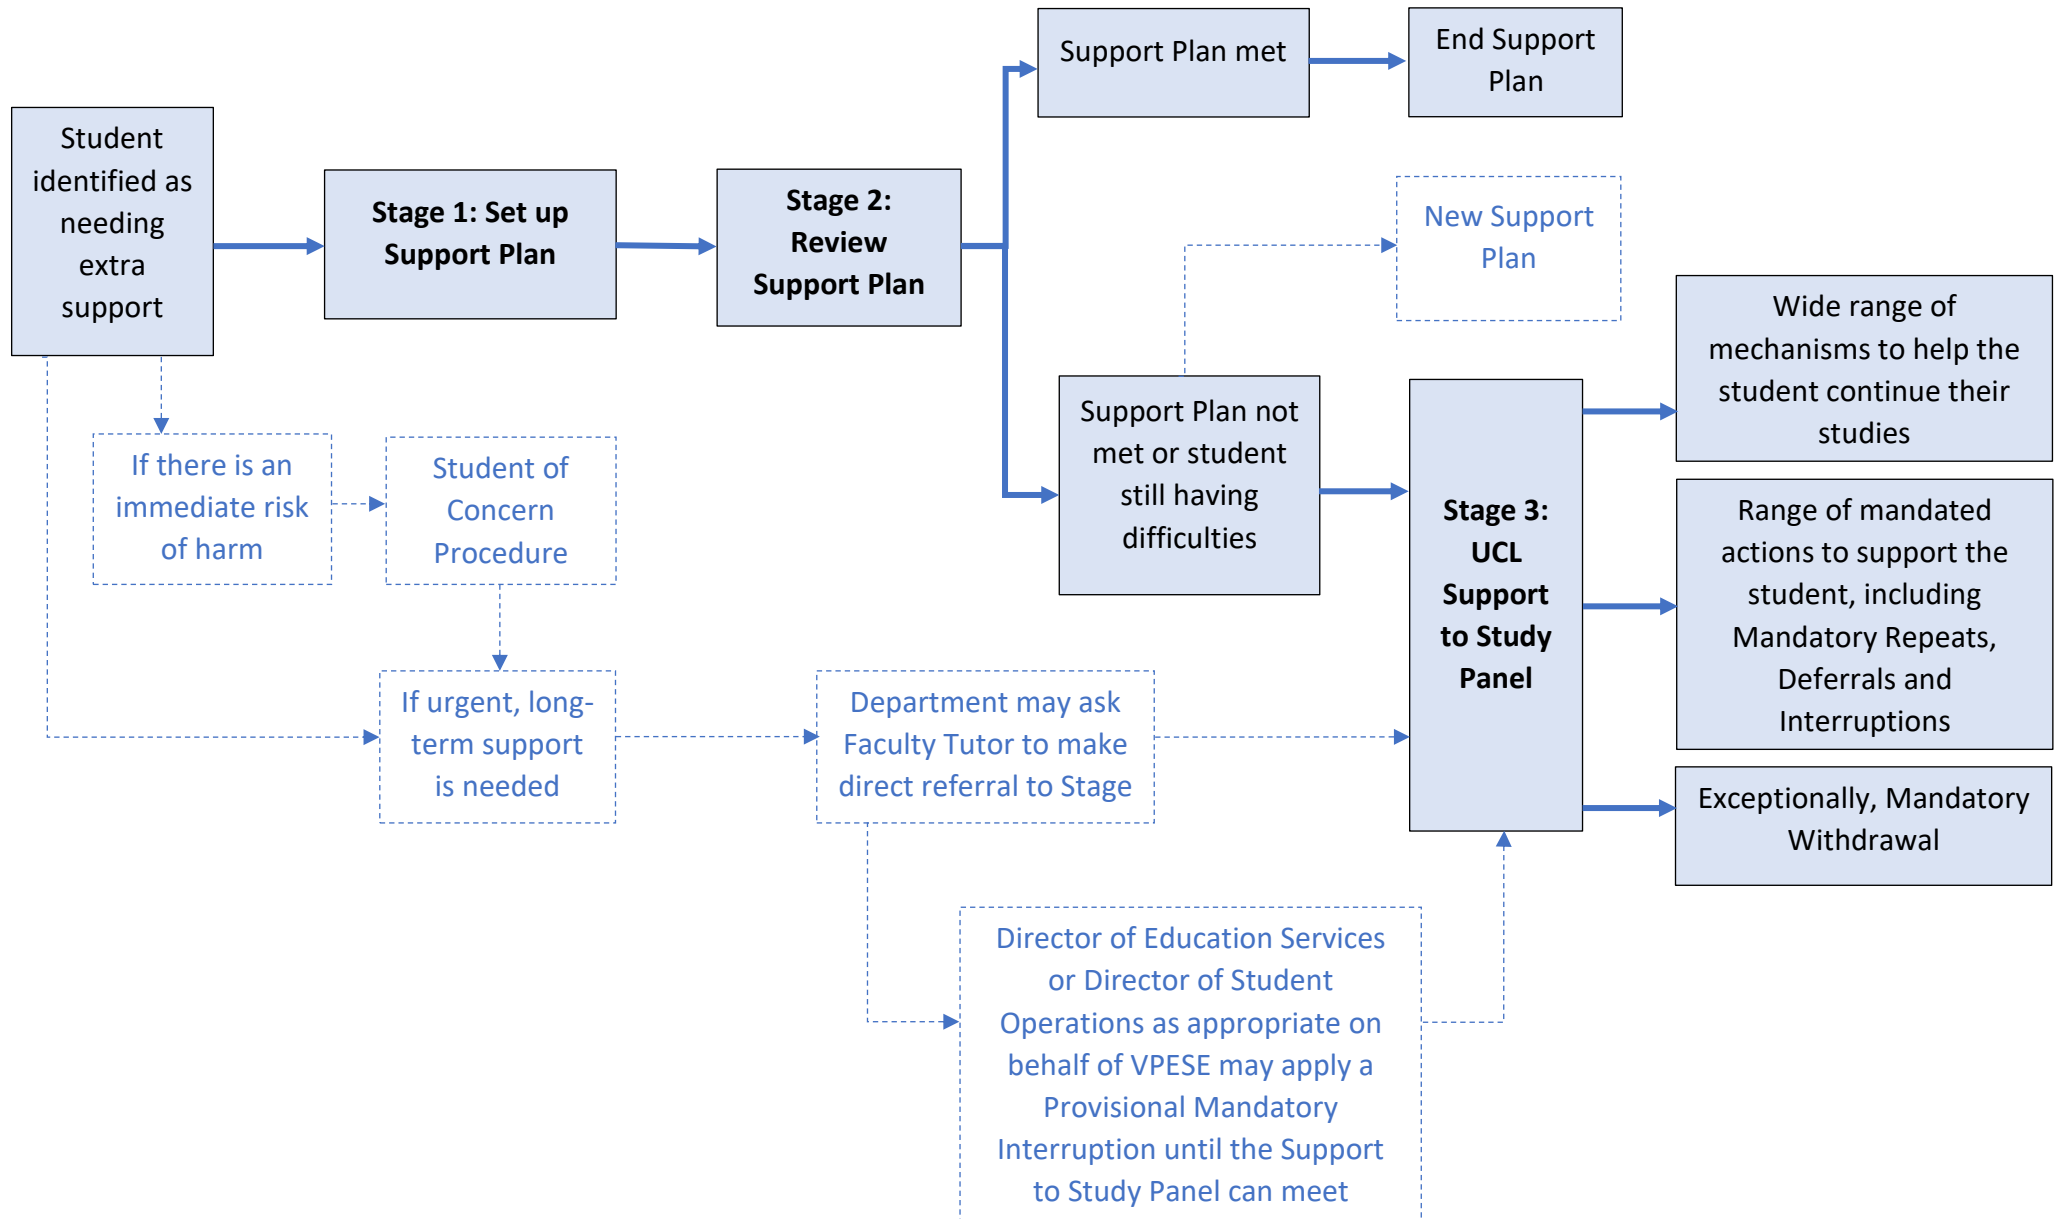 Student
identified as
needing
extra
support
Stage 1: Set up
Support Plan
Stage 2:
Review
Support Plan
Support Plan met
End Support
Plan
New Support
Plan
Support Plan not
met or student
still having
difficulties
Stage 3:
UCL
Support
to Study
Panel
Wide range of
mechanisms to help the
student continue their
studies
Range of mandated
actions to support the
student, including
Mandatory Repeats,
Deferrals and
Interruptions
Exceptionally, Mandatory
Withdrawal
If there is an
immediate risk
of harm
Student of
Concern
Procedure
If urgent, long-
term support
is needed
Department may ask
Faculty Tutor to make
direct referral to Stage
Director of Education Services
or Director of Student
Operations as appropriate on
behalf of VPESE may apply a
Provisional Mandatory
Interruption until the Support
to Study Panel can meet